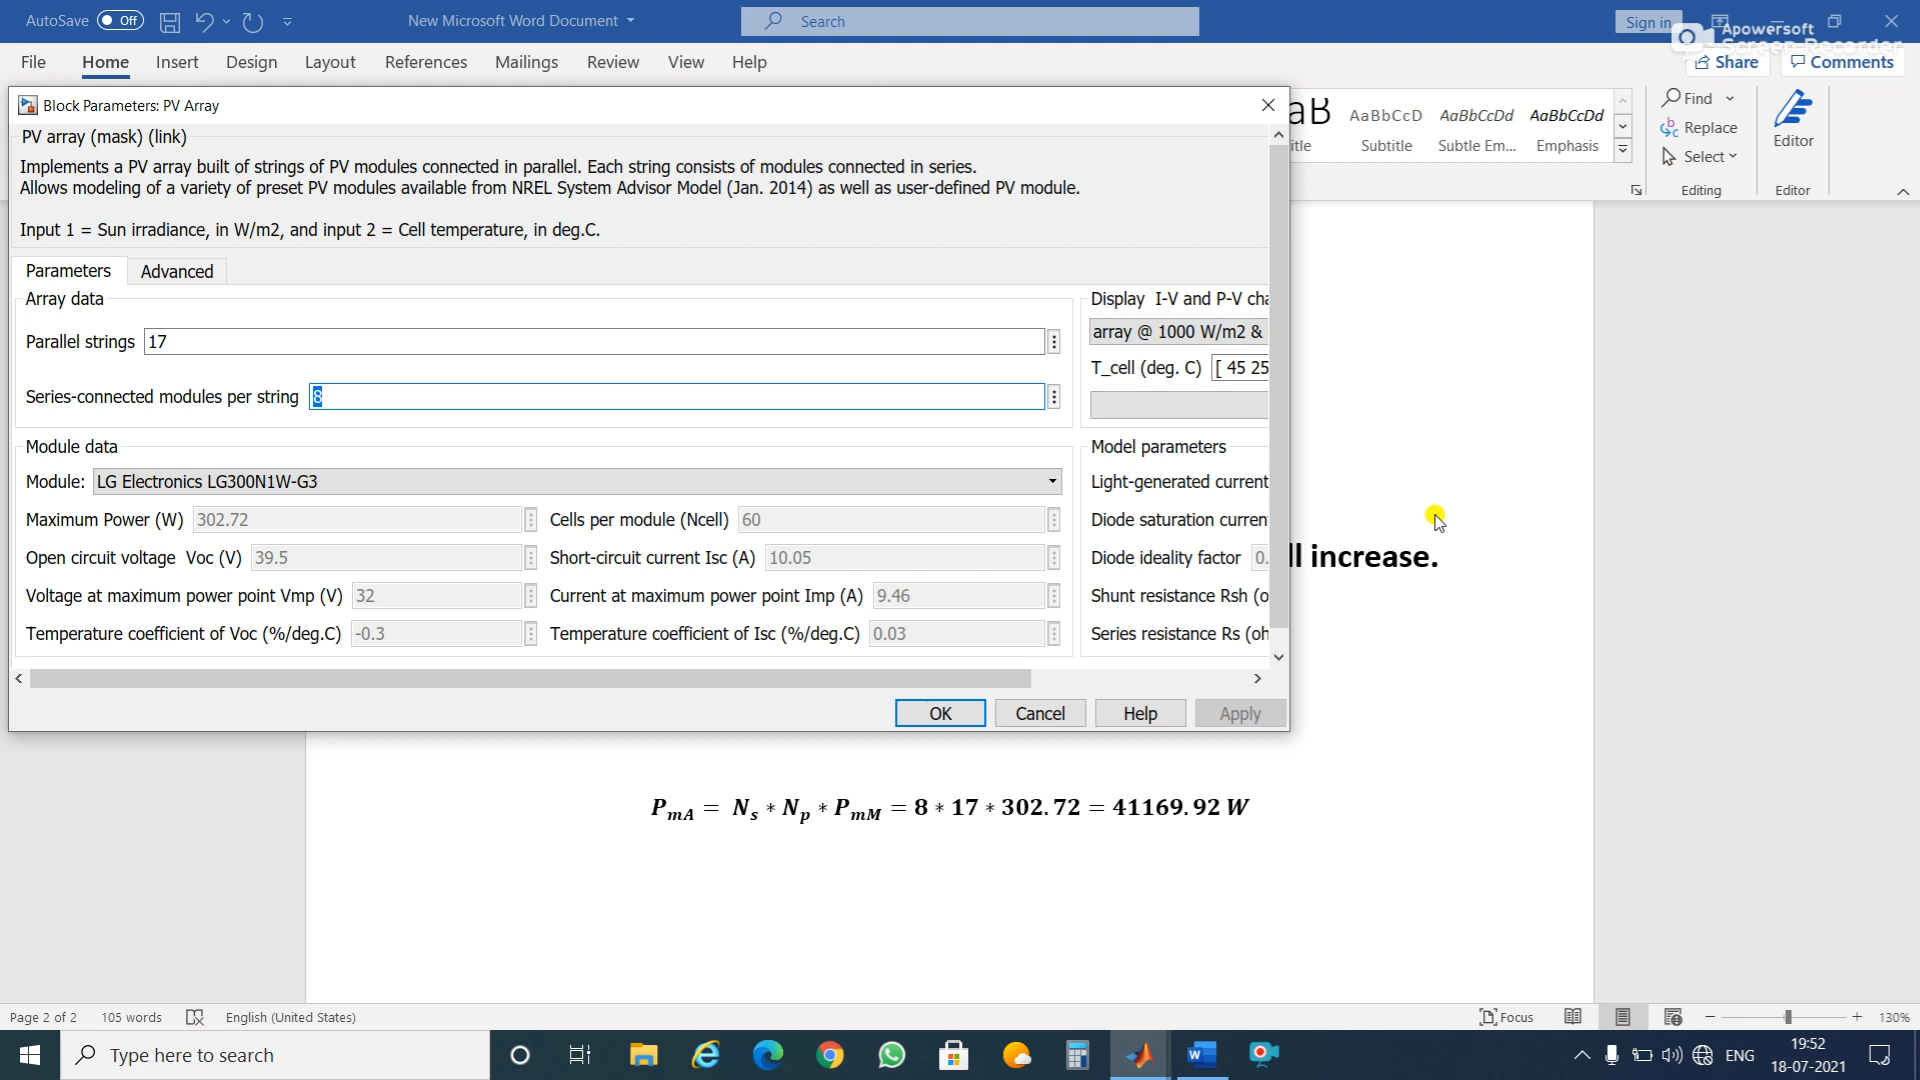 AutoSave Off New Microsoft Word Document Search Sign in
Apowersoft
Screen Recorder
File Home Insert Design Layout References Mailings Review View Help Share Comments
Block Parameters: PV Array
aB AaBbCcD AaBbCcDd AaBbCcDd
itle Subtitle Subtle Em... Emphasis
Find
Replace
Select
Editing
Editor
Editor
PV array (mask) (link)
Implements a PV array built of strings of PV modules connected in parallel. Each string consists of modules connected in series.
Allows modeling of a variety of preset PV modules available from NREL System Advisor Model (Jan. 2014) as well as user-defined PV module.
Input 1 = Sun irradiance, in W/m2, and input 2 = Cell temperature, in deg.C.
Parameters Advanced
Array data
Parallel strings 17
Series-connected modules per string 8
Display I-V and P-V cha
array @ 1000 W/m2 &
T_cell (deg. C) [ 45 25
Module data
Module: LG Electronics LG300N1W-G3
Maximum Power (W) 302.72 Cells per module (Ncell) 60
Open circuit voltage Voc (V) 39.5 Short-circuit current Isc (A) 10.05
Voltage at maximum power point Vmp (V) 32 Current at maximum power point Imp (A) 9.46
Temperature coefficient of Voc (%/deg.C) -0.3 Temperature coefficient of Isc (%/deg.C) 0.03
Model parameters
Light-generated current
Diode saturation curren
Diode ideality factor 0.
Shunt resistance Rsh (o
Series resistance Rs (oh
OK Cancel Help Apply
ll increase.
P_mA = N_s * N_p * P_mM = 8 * 17 * 302.72 = 41169.92 W
Page 2 of 2 105 words English (United States) Focus 130%
Type here to search ENG 19:52
18-07-2021